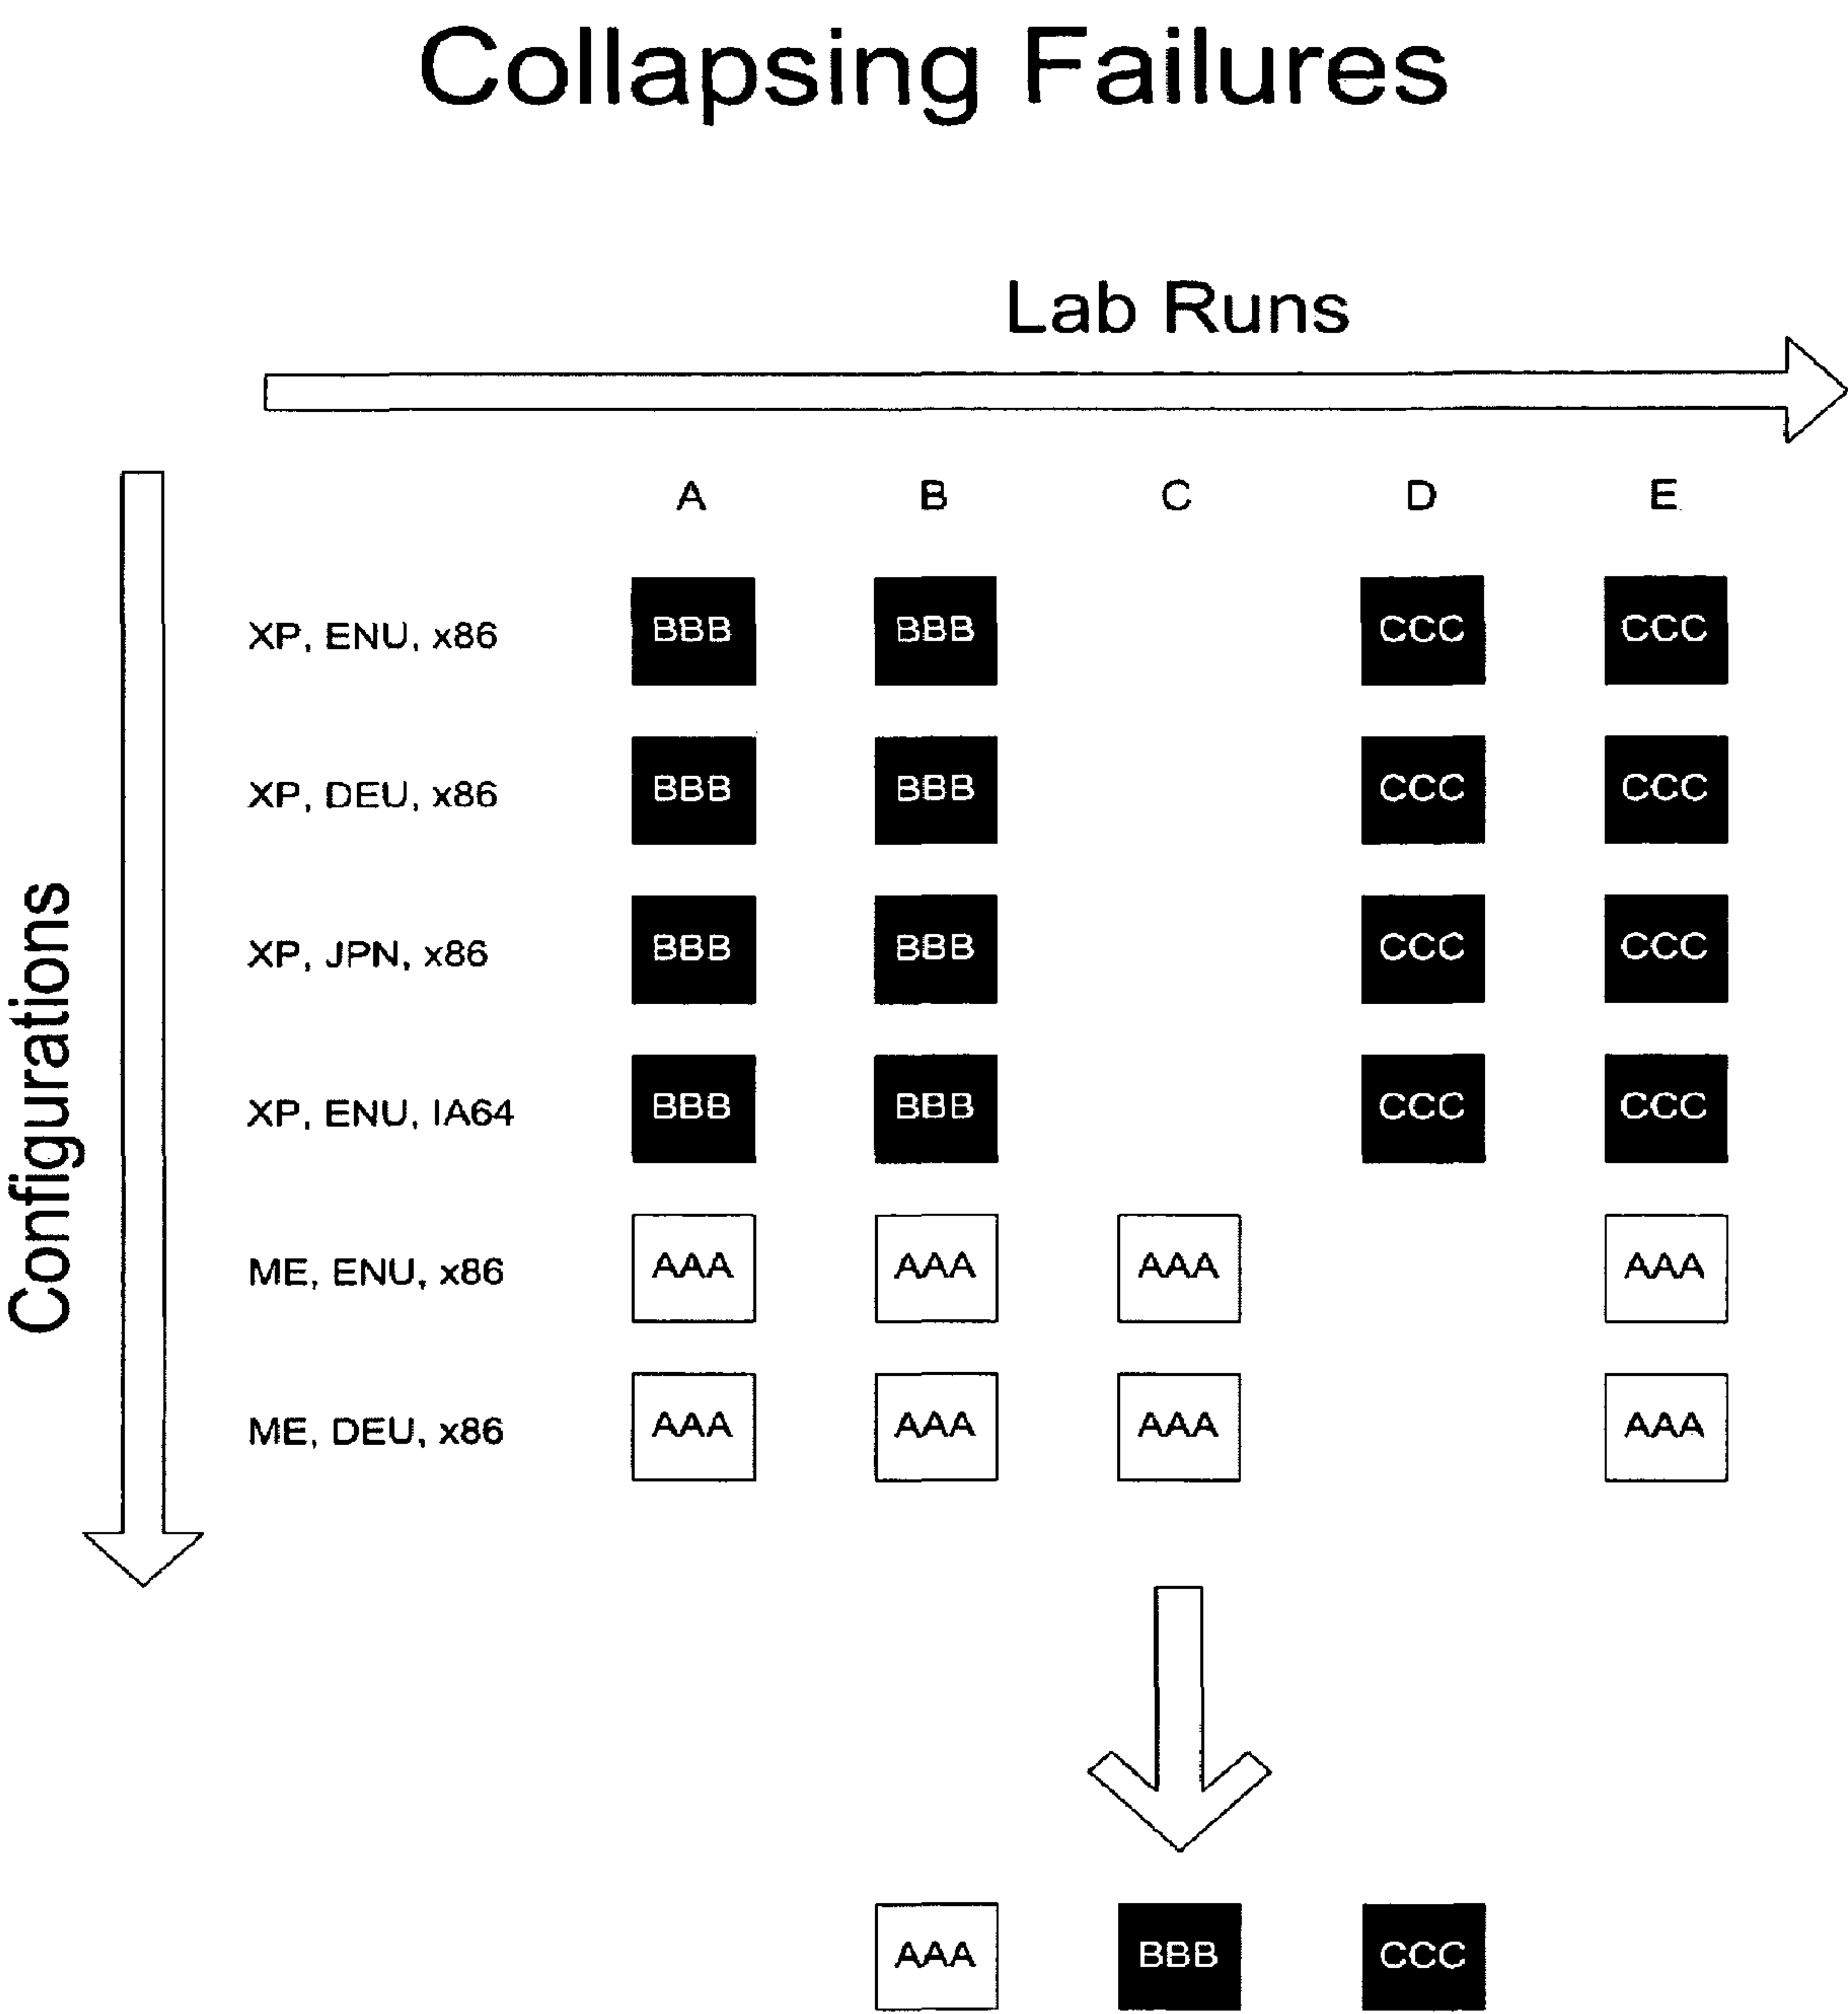 Collapsing Failures
Lab Runs
A B C D E
Configurations
XP, ENU, x86 BBB BBB CCC CCC
XP, DEU, x86 BBB BBB CCC CCC
XP, JPN, x86 BBB BBB CCC CCC
XP, ENU, IA64 BBB BBB CCC CCC
ME, ENU, x86 AAA AAA AAA AAA
ME, DEU, x86 AAA AAA AAA AAA
AAA BBB CCC